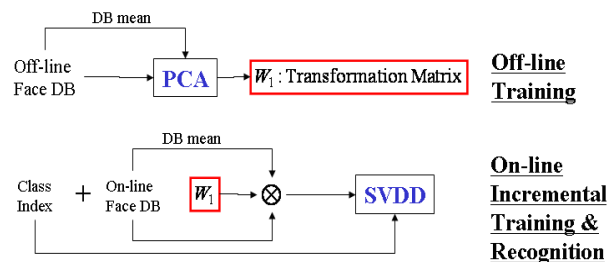 DB mean
Off-line
Face DB
PCA
W₁ : Transformation Matrix
Off-line
Training
DB mean
Class
Index
+
On-line
Face DB
W₁
⊗
SVDD
On-line
Incremental
Training &
Recognition